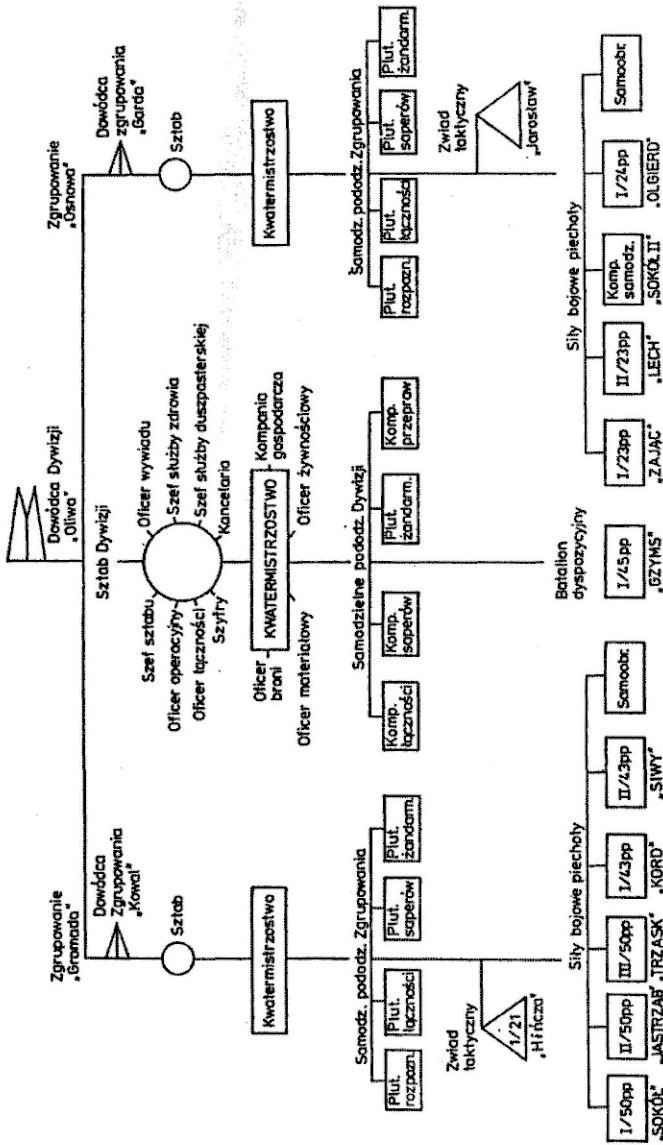 Dowódca Dywizji
„Oliwa"
Zgrupowanie
„Gromada"
Dowódca
Zgrupowania
„Kowal"
Sztab
Kwatermistrzostwo
Samodz. pododz. Zgrupowania
Plut.
rozpozn.
Plut.
łączności
Plut.
saperów
Plut.
żandarm.
Zwiad
taktyczny
1/21
„Hińcza"
Siły bojowe piechoty
I/50pp
„SOKÓŁ"
II/50pp
„JASTRZĄB"
III/50pp
„TRZASK"
I/43pp
„KORD"
II/43pp
„SIWY"
Samoobr.
Sztab Dywizji
Szef sztabu
Oficer operacyjny
Oficer łączności
Szyfry
Oficer wywiadu
Szef służby zdrowia
Szef służby duszpasterskiej
Kancelaria
KWATERMISTRZOSTWO
Oficer
broni
Oficer materiałowy
Kompania
gospodarcza
Oficer żywnościowy
Samodzielne pododz. Dywizji
Komp.
łączności
Komp.
saperów
Plut.
żandarm.
Komp.
przepraw
Batalion
dyspozycyjny
I/45pp
„GZYMS"
Zgrupowanie
„Osnowa"
Dowódca
zgrupowania
„Garda"
Sztab
Kwatermistrzostwo
Samodz. pododz. Zgrupowania
Plut.
rozpozn.
Plut.
łączności
Plut.
saperów
Plut.
żandarm.
Zwiad
taktyczny
„Jarosław"
Siły bojowe piechoty
I/23pp
„ZAJĄC"
II/23pp
„LECH"
Komp.
samodz.
„SOKÓŁ II"
I/24pp
„OLGIERD"
Samoobr.